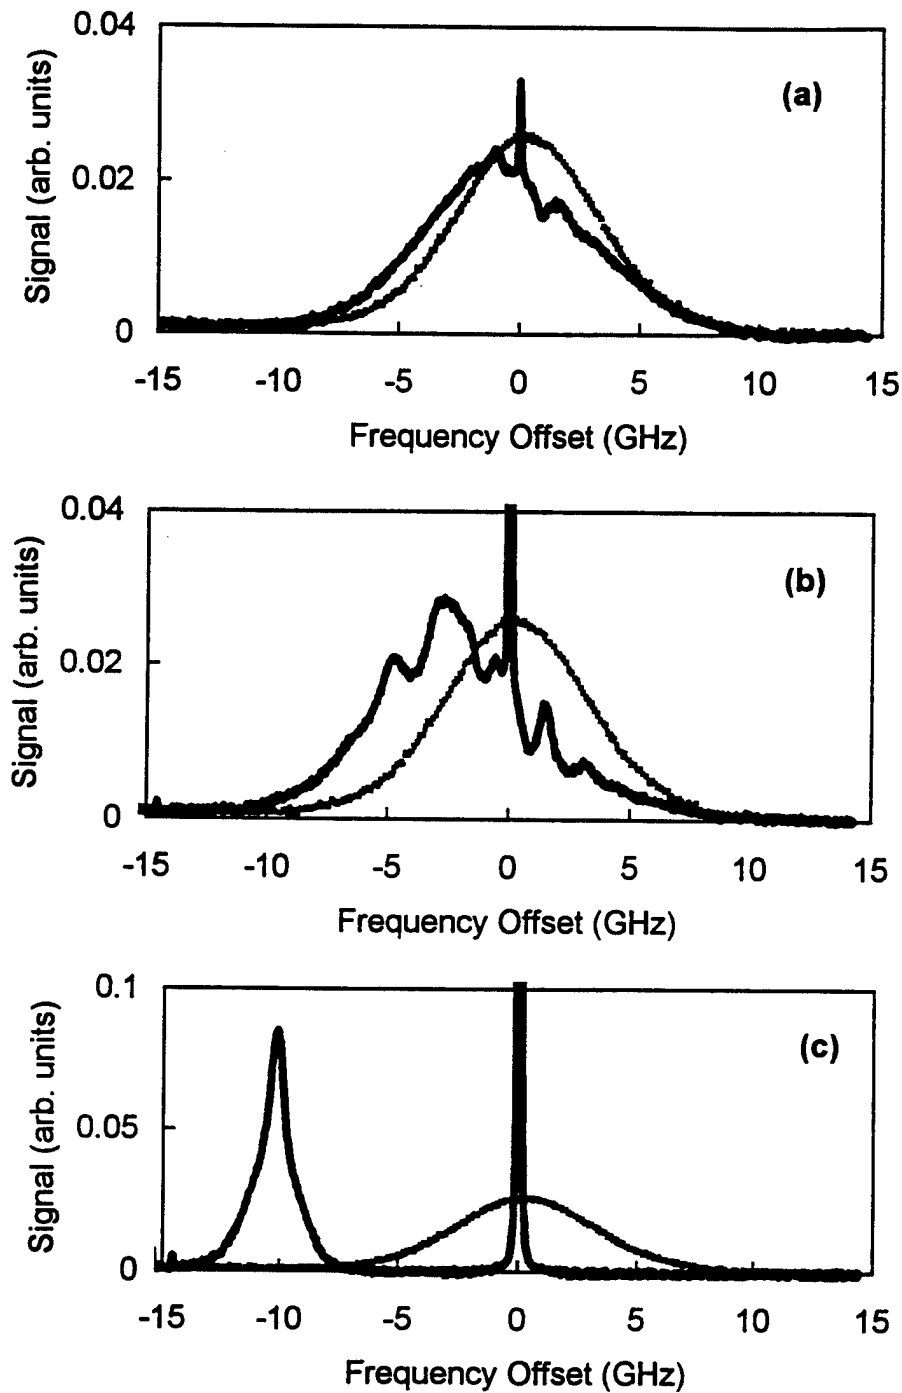 0.04
(a)
Signal (arb. units)
0.02
0
-15 -10 -5 0 5 10 15
Frequency Offset (GHz)
0.04
(b)
Signal (arb. units)
0.02
0
-15 -10 -5 0 5 10 15
Frequency Offset (GHz)
0.1
(c)
Signal (arb. units)
0.05
0
-15 -10 -5 0 5 10 15
Frequency Offset (GHz)